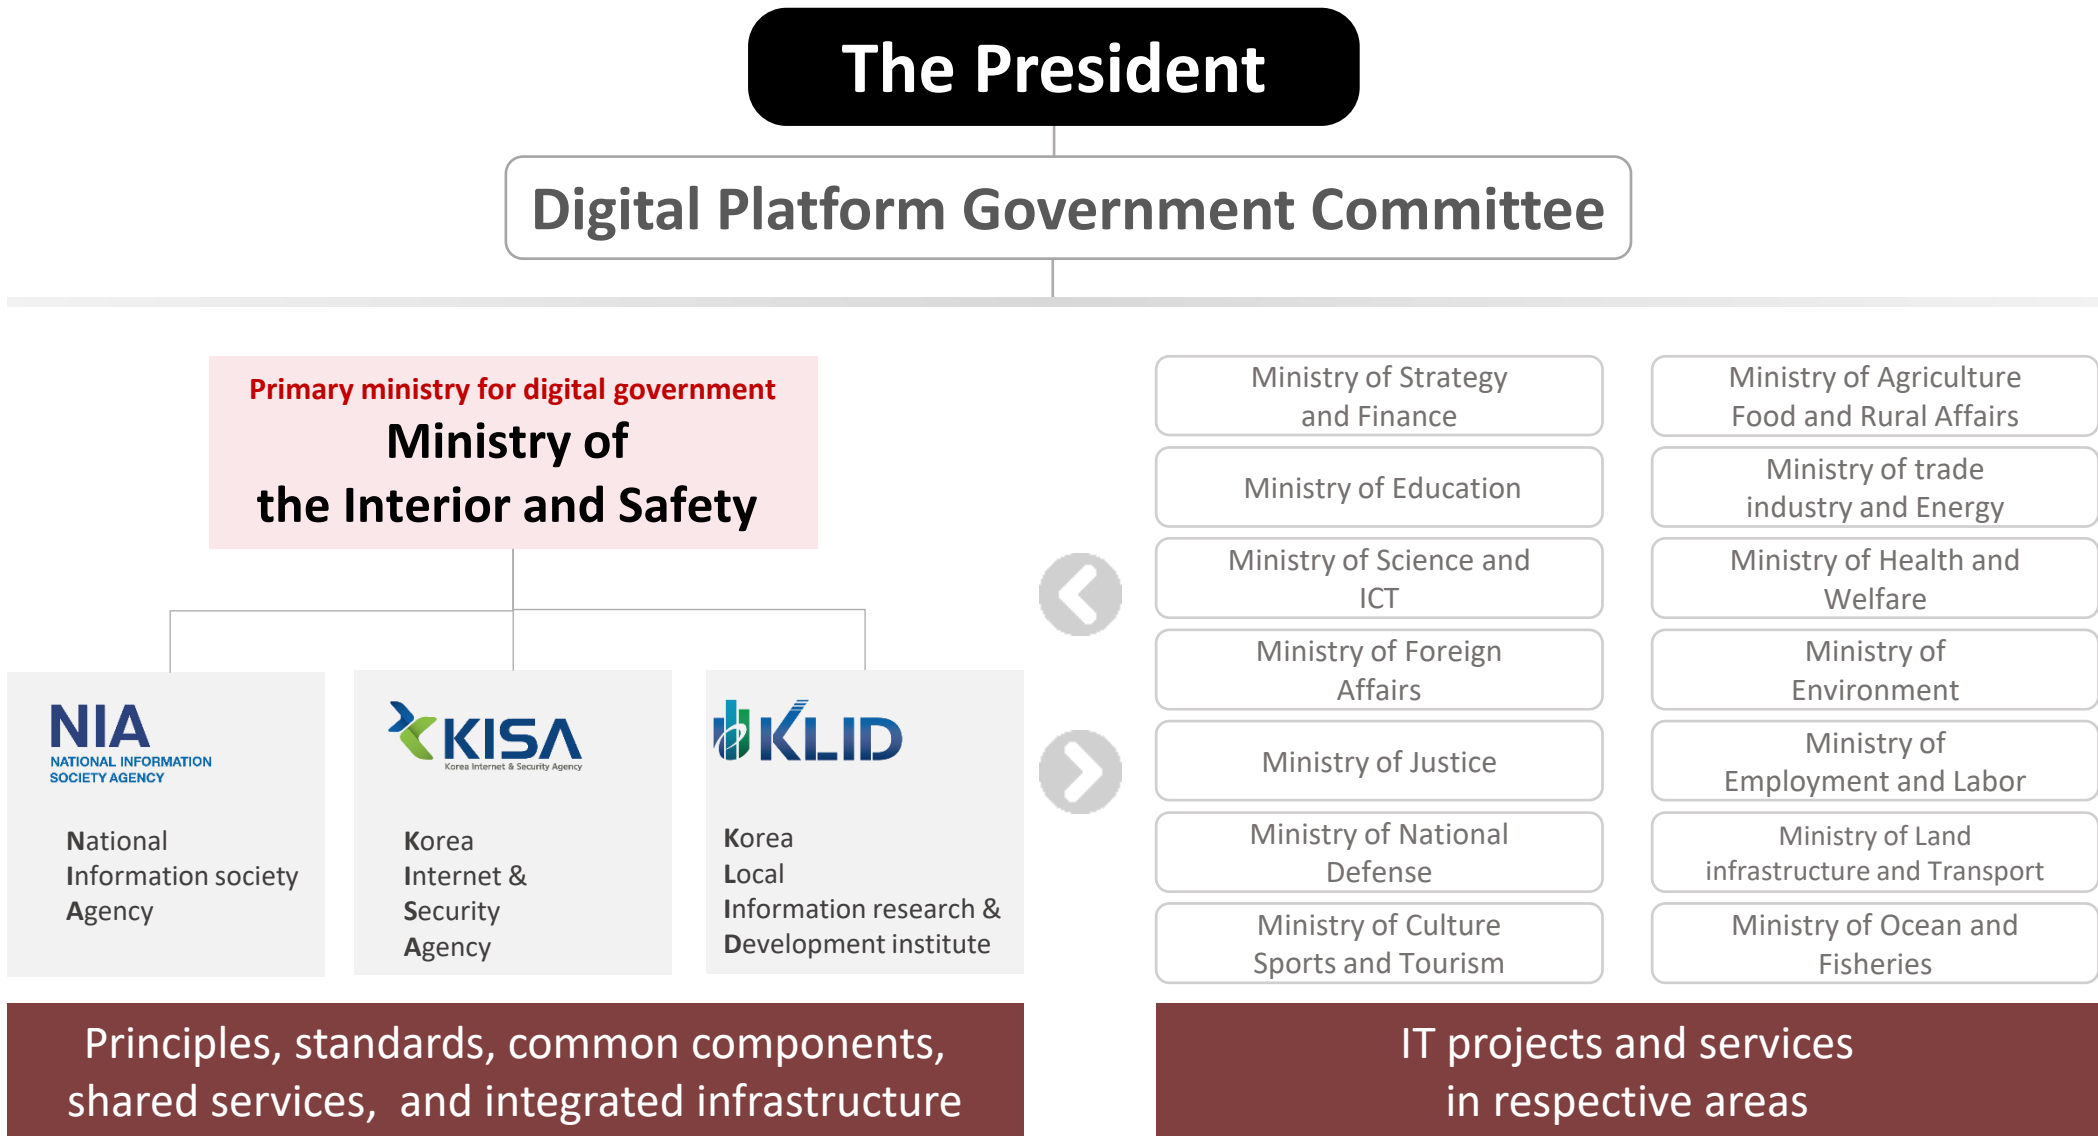 The President
Digital Platform Government Committee
Primary ministry for digital government
Ministry of
the Interior and Safety
NIA
NATIONAL INFORMATION
SOCIETY AGENCY
National
Information society
Agency
KISA
Korea Internet & Security Agency
Korea
Internet &
Security
Agency
KLID
Korea
Local
Information research &
Development institute
Principles, standards, common components,
shared services, and integrated infrastructure
Ministry of Strategy
and Finance
Ministry of Education
Ministry of Science and
ICT
Ministry of Foreign
Affairs
Ministry of Justice
Ministry of National
Defense
Ministry of Culture
Sports and Tourism
Ministry of Agriculture
Food and Rural Affairs
Ministry of trade
industry and Energy
Ministry of Health and
Welfare
Ministry of
Environment
Ministry of
Employment and Labor
Ministry of Land
infrastructure and Transport
Ministry of Ocean and
Fisheries
IT projects and services
in respective areas